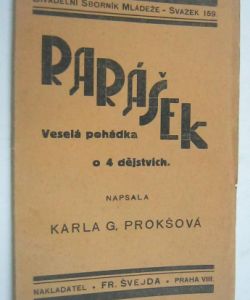 DIVADELNÍ SBORNÍK MLÁDEŽE - SVAZEK 159
RARÁŠEK
Veselá pohádka
o 4 dějstvích.
NAPSALA
KARLA G. PROKŠOVÁ
NAKLADATEL • FR. ŠVEJDA • PRAHA VIII.